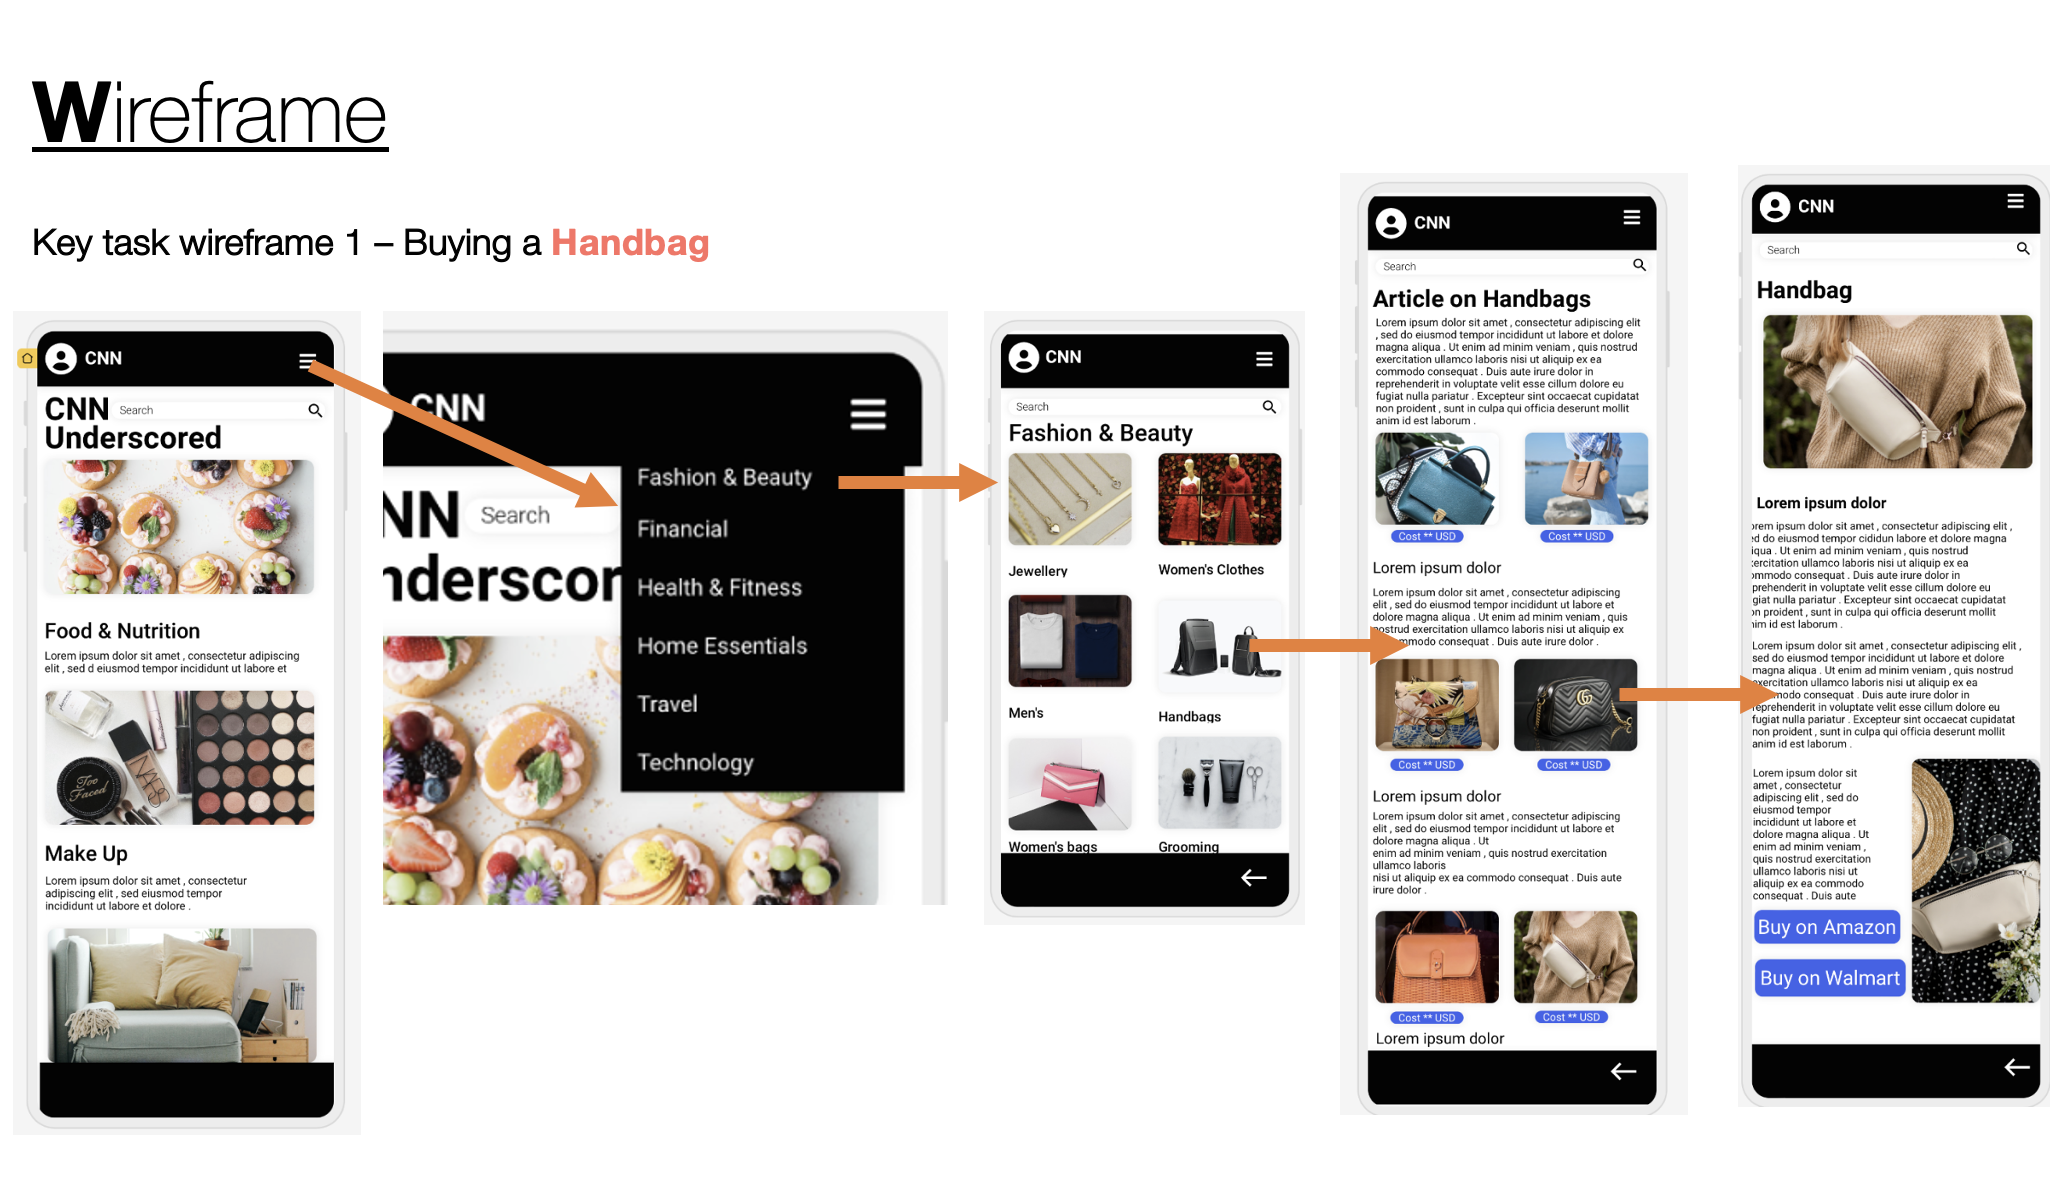 Wireframe
Key task wireframe 1 – Buying a Handbag
CNN
CNN
Underscored
Search
Food & Nutrition
Lorem ipsum dolor sit amet , consectetur adipiscing
elit , sed d eiusmod tempor incididunt ut labore et
Too
Faced
NARS
Make Up
Lorem ipsum dolor sit amet , consectetur
adipiscing elit , sed eiusmod tempor
incididunt ut labore et dolore .
CNN
NN
Search
nderscor
Fashion & Beauty
Financial
Health & Fitness
Home Essentials
Travel
Technology
CNN
Search
Fashion & Beauty
Jewellery
Women's Clothes
Men's
Handbags
Women's bags
Grooming
CNN
Search
Article on Handbags
Lorem ipsum dolor sit amet , consectetur adipiscing elit
, sed do eiusmod tempor incididunt ut labore et dolore
magna aliqua . Ut enim ad minim veniam , quis nostrud
exercitation ullamco laboris nisi ut aliquip ex ea
commodo consequat . Duis aute irure dolor in
reprehenderit in voluptate velit esse cillum dolore eu
fugiat nulla pariatur . Excepteur sint occaecat cupidatat
non proident , sunt in culpa qui officia deserunt mollit
anim id est laborum .
Cost ** USD
Cost ** USD
Lorem ipsum dolor
Lorem ipsum dolor sit amet , consectetur adipiscing
elit , sed do eiusmod tempor incididunt ut labore et
dolore magna aliqua . Ut enim ad minim veniam , quis
nostrud exercitation ullamco laboris nisi ut aliquip ex
mmodo consequat . Duis aute irure dolor .
Cost ** USD
Cost ** USD
Lorem ipsum dolor
Lorem ipsum dolor sit amet , consectetur adipiscing
elit , sed do eiusmod tempor incididunt ut labore et
dolore magna aliqua . Ut
enim ad minim veniam , quis nostrud exercitation
ullamco laboris
nisi ut aliquip ex ea commodo consequat . Duis aute
irure dolor .
Cost ** USD
Cost ** USD
Lorem ipsum dolor
CNN
Search
Handbag
Lorem ipsum dolor
orem ipsum dolor sit amet , consectetur adipiscing elit ,
ed do eiusmod tempor cididun ut labore et dolore magna
iqua . Ut enim ad minim veniam , quis nostrud
ercitation ullamco laboris nisi ut aliquip ex ea
ommodo consequat . Duis aute irure dolor in
prehenderit in voluptate velit esse cillum dolore eu
giat nulla pariatur . Excepteur sint occaecat cupidatat
on proident , sunt in culpa qui officia deserunt mollit
nim id est laborum .
Lorem ipsum dolor sit amet , consectetur adipiscing elit ,
sed do eiusmod tempor incididunt ut labore et dolore
magna aliqua . Ut enim ad minim veniam , quis nostrud
exercitation ullamco laboris nisi ut aliquip ex ea
modo consequat . Duis aute irure dolor in
reprehenderit in voluptate velit esse cillum dolore eu
fugiat nulla pariatur . Excepteur sint occaecat cupidatat
non proident , sunt in culpa qui officia deserunt mollit
anim id est laborum .
Lorem ipsum dolor sit
amet , consectetur
adipiscing elit , sed do
eiusmod tempor
incididunt ut labore et
dolore magna aliqua . Ut
enim ad minim veniam ,
quis nostrud exercitation
ullamco laboris nisi ut
aliquip ex ea commodo
consequat . Duis aute
Buy on Amazon
Buy on Walmart